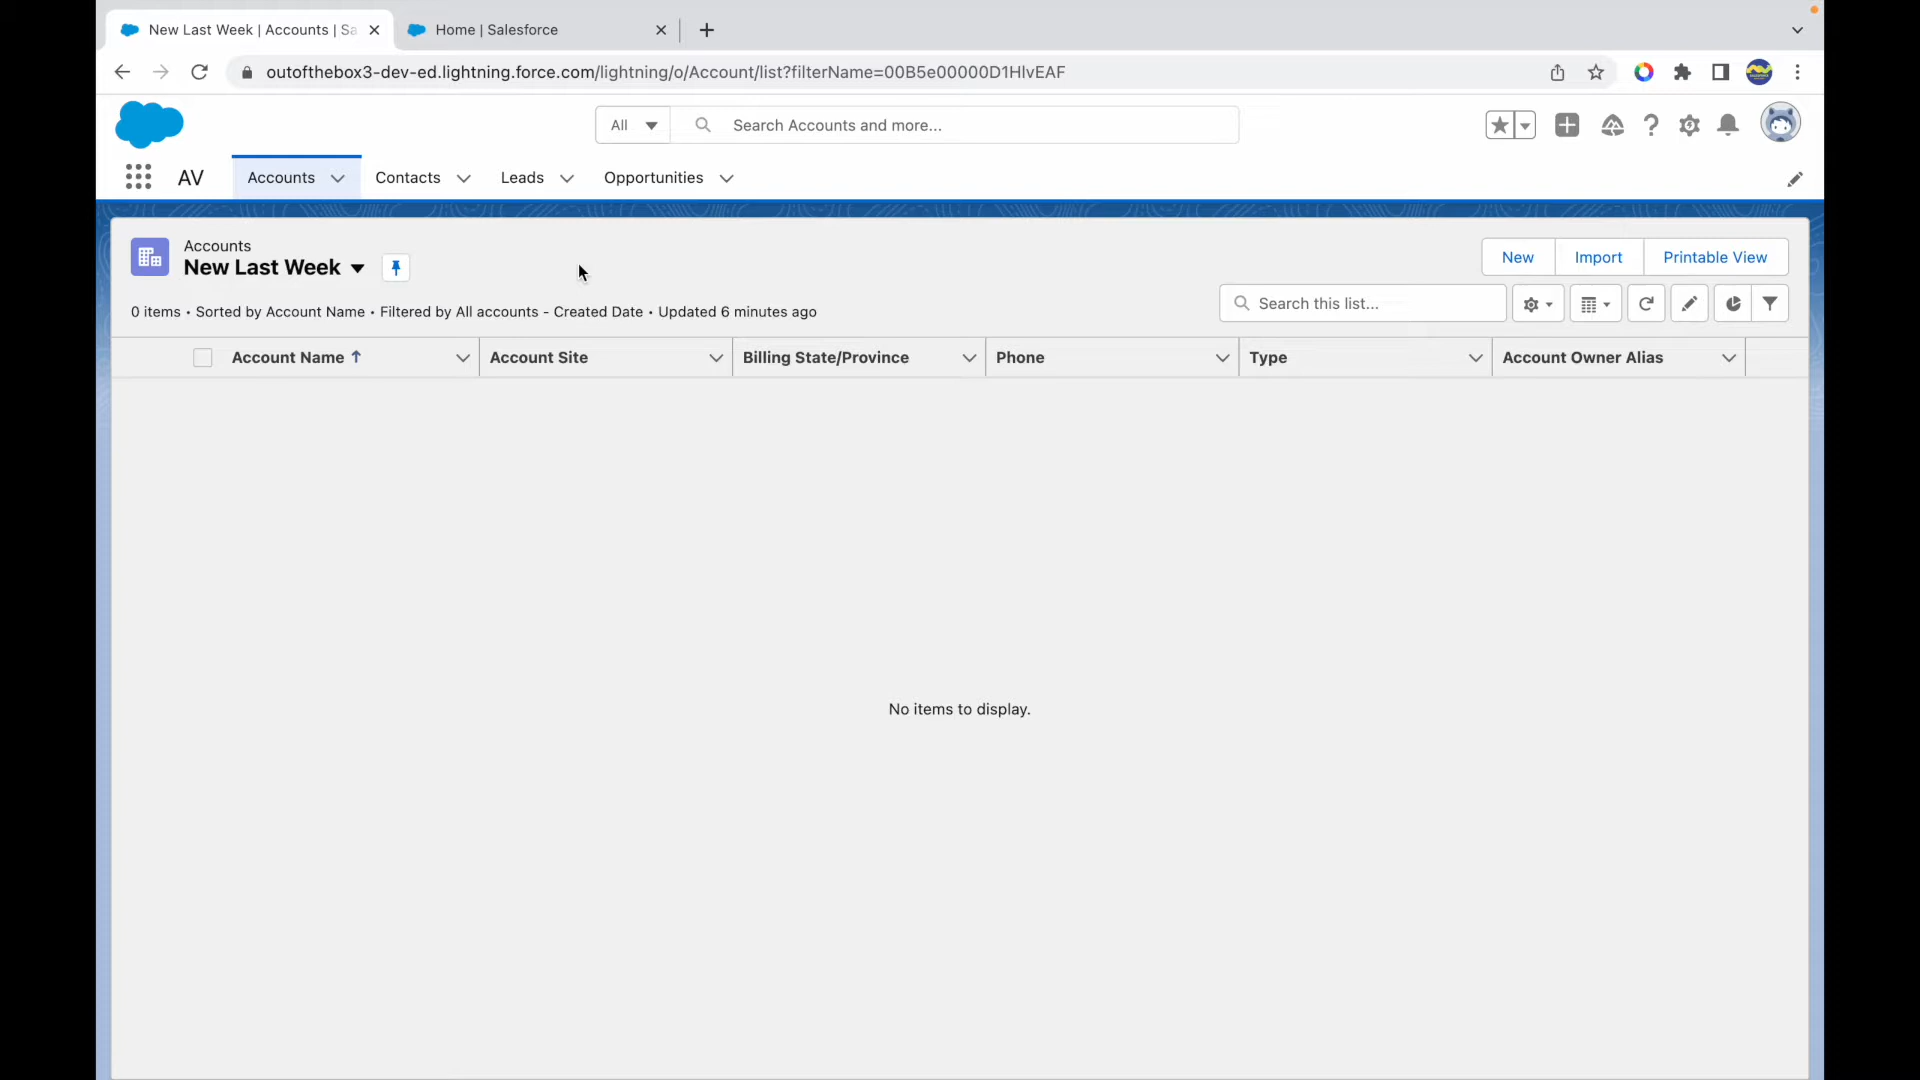 New Last Week | Accounts | Sa
Home | Salesforce
outofthebox3-dev-ed.lightning.force.com/lightning/o/Account/list?filterName=00B5e00000D1HlvEAF
All
Search Accounts and more...
AV
Accounts
Contacts
Leads
Opportunities
Accounts
New Last Week
New
Import
Printable View
0 items • Sorted by Account Name • Filtered by All accounts - Created Date • Updated 6 minutes ago
Search this list...
Account Name
Account Site
Billing State/Province
Phone
Type
Account Owner Alias
No items to display.